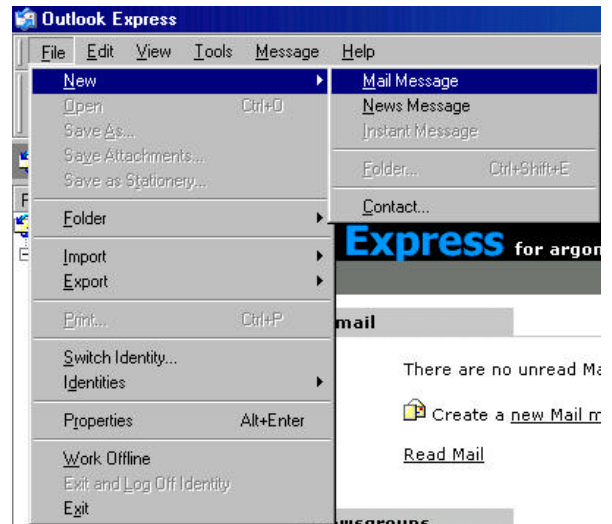 Outlook Express
File Edit View Tools Message Help
New
Open Ctrl+O
Save As...
Save Attachments...
Save as Stationery...
Folder
Import
Export
Print... Ctrl+P
Switch Identity...
Identities
Properties Alt+Enter
Work Offline
Exit and Log Off Identity
Exit
Mail Message
News Message
Instant Message
Folder... Ctrl+Shift+E
Contact...
Express for argon
mail
There are no unread Ma
Create a new Mail m
Read Mail